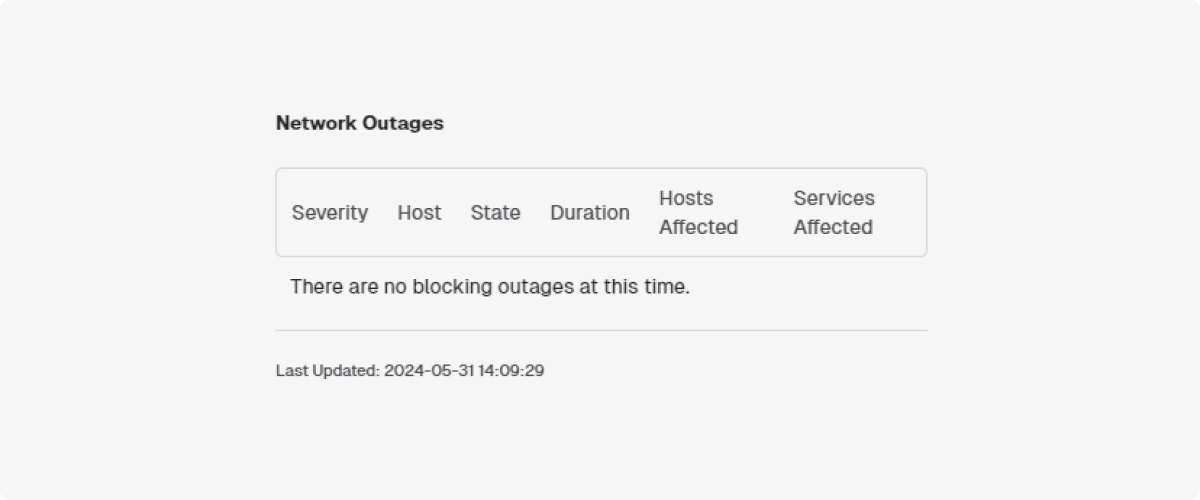 Network Outages
Severity Host State Duration Hosts Affected Services Affected
There are no blocking outages at this time.
Last Updated: 2024-05-31 14:09:29